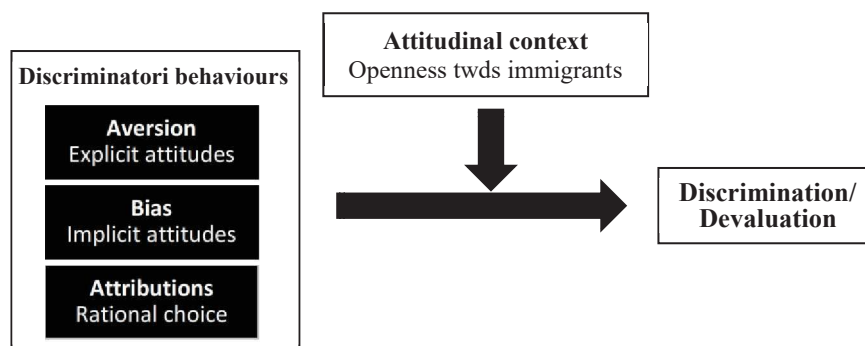 Discriminatori behaviours
Aversion
Explicit attitudes
Bias
Implicit attitudes
Attributions
Rational choice
Attitudinal context
Openness twds immigrants
Discrimination/
Devaluation